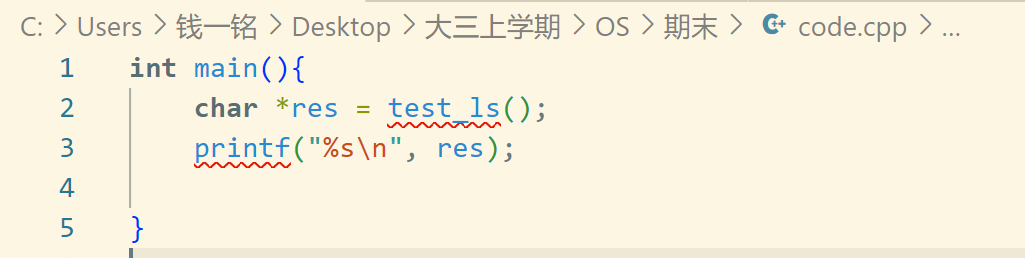 C: > Users > 钱一铭 > Desktop > 大三上学期 > OS > 期末 > code.cpp > ...
1 int main(){
2 char *res = test_ls();
3 printf("%s\n", res);
4
5 }